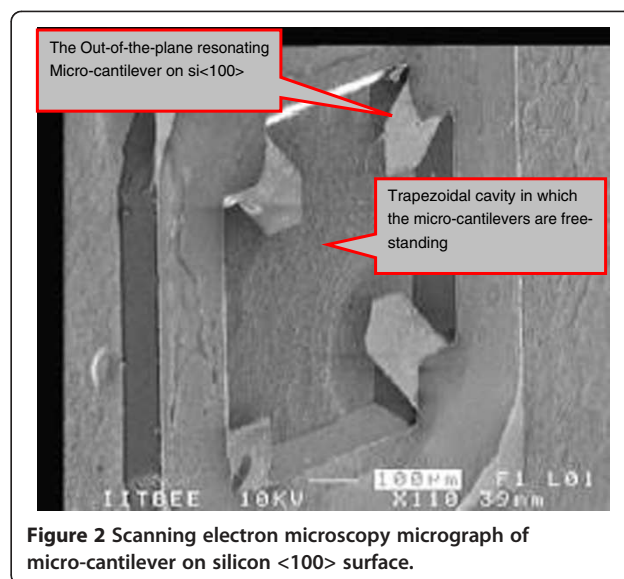 The Out-of-the-plane resonating
Micro-cantilever on si<100>
Trapezoidal cavity in which
the micro-cantilevers are free-
standing
100µm F1 L01
IITBEE 10KV X110 39mm
Figure 2 Scanning electron microscopy micrograph of
micro-cantilever on silicon <100> surface.